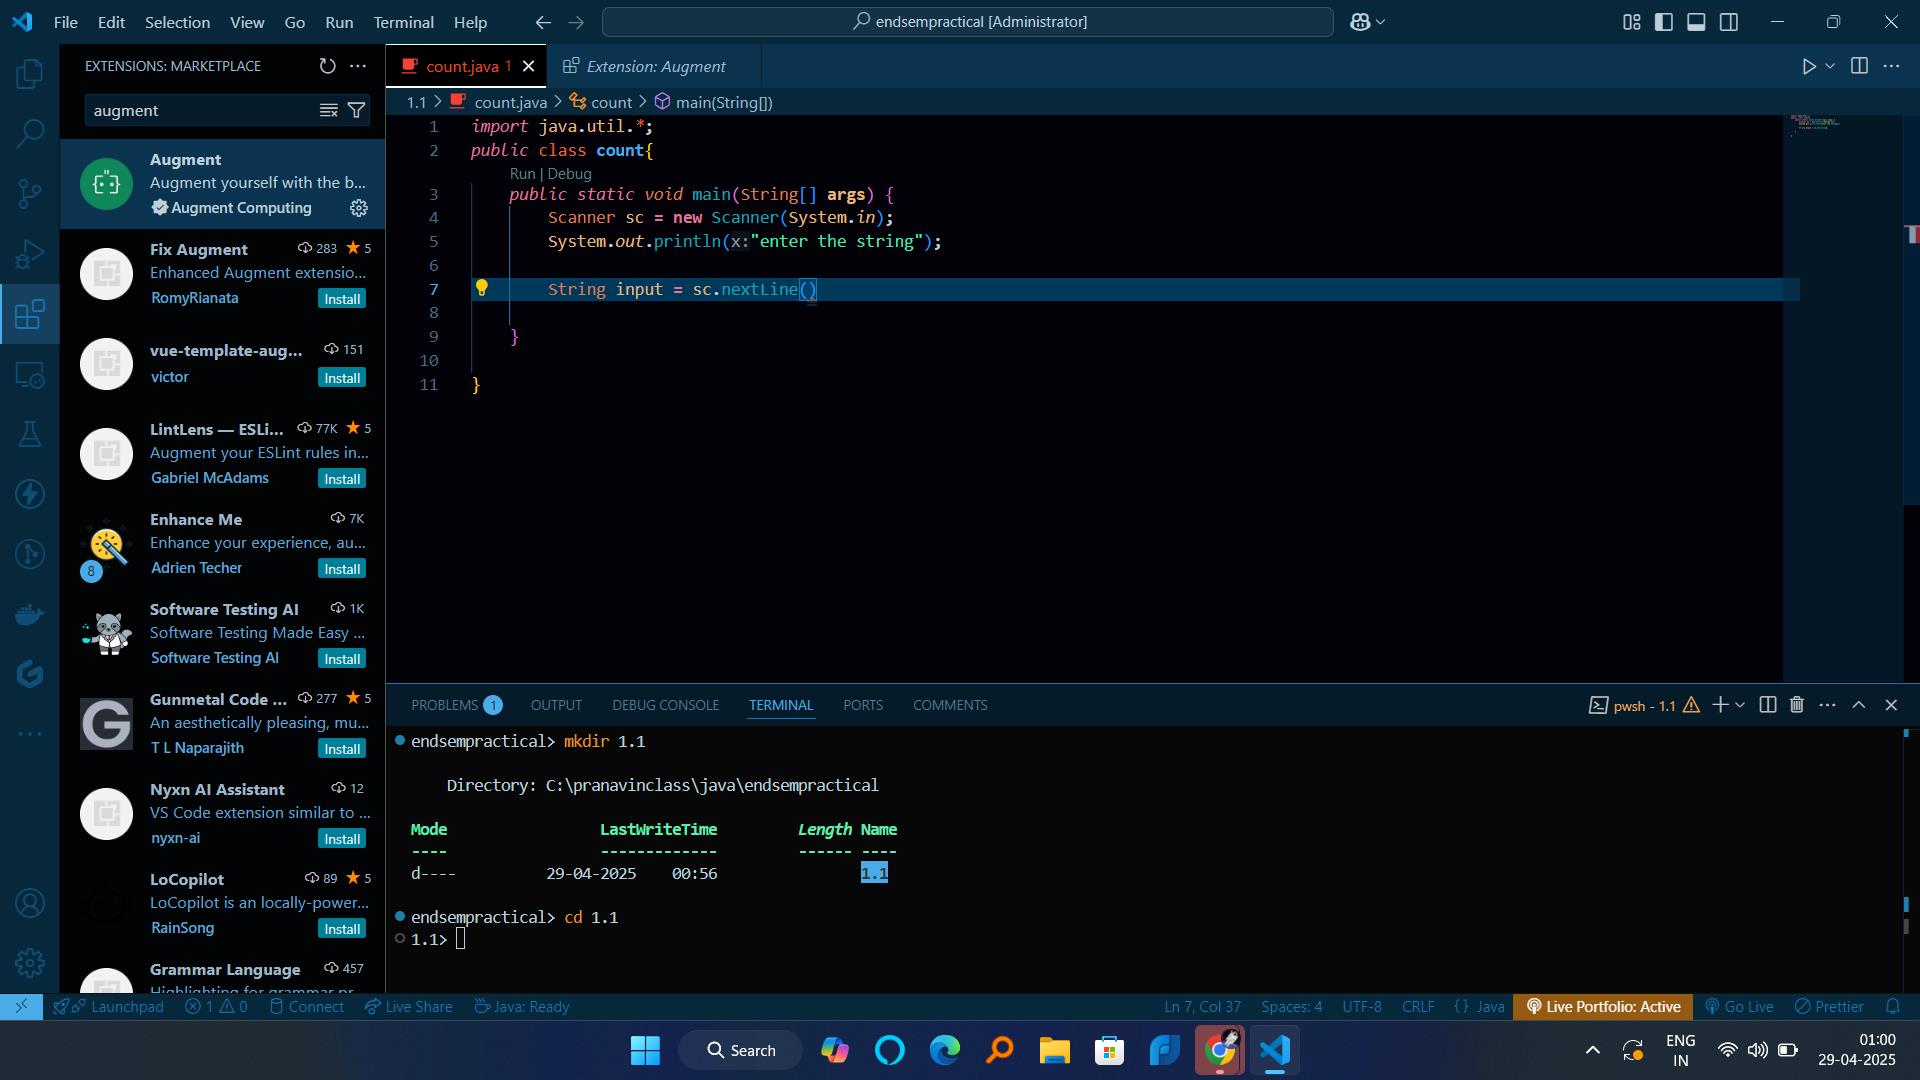 File Edit Selection View Go Run Terminal Help
endsempractical [Administrator]
EXTENSIONS: MARKETPLACE
augment
Augment
Augment yourself with the b...
Augment Computing
Fix Augment 283 5
Enhanced Augment extensio...
RomyRianata Install
vue-template-aug... 151
victor Install
LintLens — ESLi... 77K 5
Augment your ESLint rules in...
Gabriel McAdams Install
Enhance Me 7K
Enhance your experience, au...
8 Adrien Techer Install
Software Testing AI 1K
Software Testing Made Easy ...
Software Testing AI Install
Gunmetal Code ... 277 5
An aesthetically pleasing, mu...
T L Naparajith Install
Nyxn AI Assistant 12
VS Code extension similar to ...
nyxn-ai Install
LoCopilot 89 5
LoCopilot is an locally-power...
RainSong Install
Grammar Language 457
count.java 1
Extension: Augment
1.1 > count.java > count > main(String[])
1 import java.util.*;
2 public class count{
Run | Debug
3 public static void main(String[] args) {
4 Scanner sc = new Scanner(System.in);
5 System.out.println(x:"enter the string");
6
7 String input = sc.nextLine()
8
9 }
10
11 }
PROBLEMS 1 OUTPUT DEBUG CONSOLE TERMINAL PORTS COMMENTS
pwsh - 1.1
endsempractical> mkdir 1.1
Directory: C:\pranavinclass\java\endsempractical
Mode LastWriteTime Length Name
---- ------------- ------ ----
d---- 29-04-2025 00:56 1.1
endsempractical> cd 1.1
1.1>
Launchpad 1 0 Connect Live Share Java: Ready
Ln 7, Col 37 Spaces: 4 UTF-8 CRLF {} Java Live Portfolio: Active Go Live Prettier
Search
ENG
IN
01:00
29-04-2025